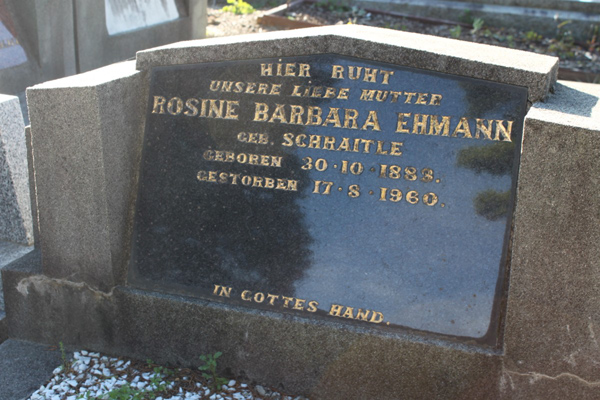 HIER RUHT
UNSERE LIEBE MUTTER
ROSINE BARBARA EHMANN
GEB. SCHRAITLE
GEBOREN 30·10·1888.
GESTORBEN 17·8·1960.
IN GOTTES HAND.